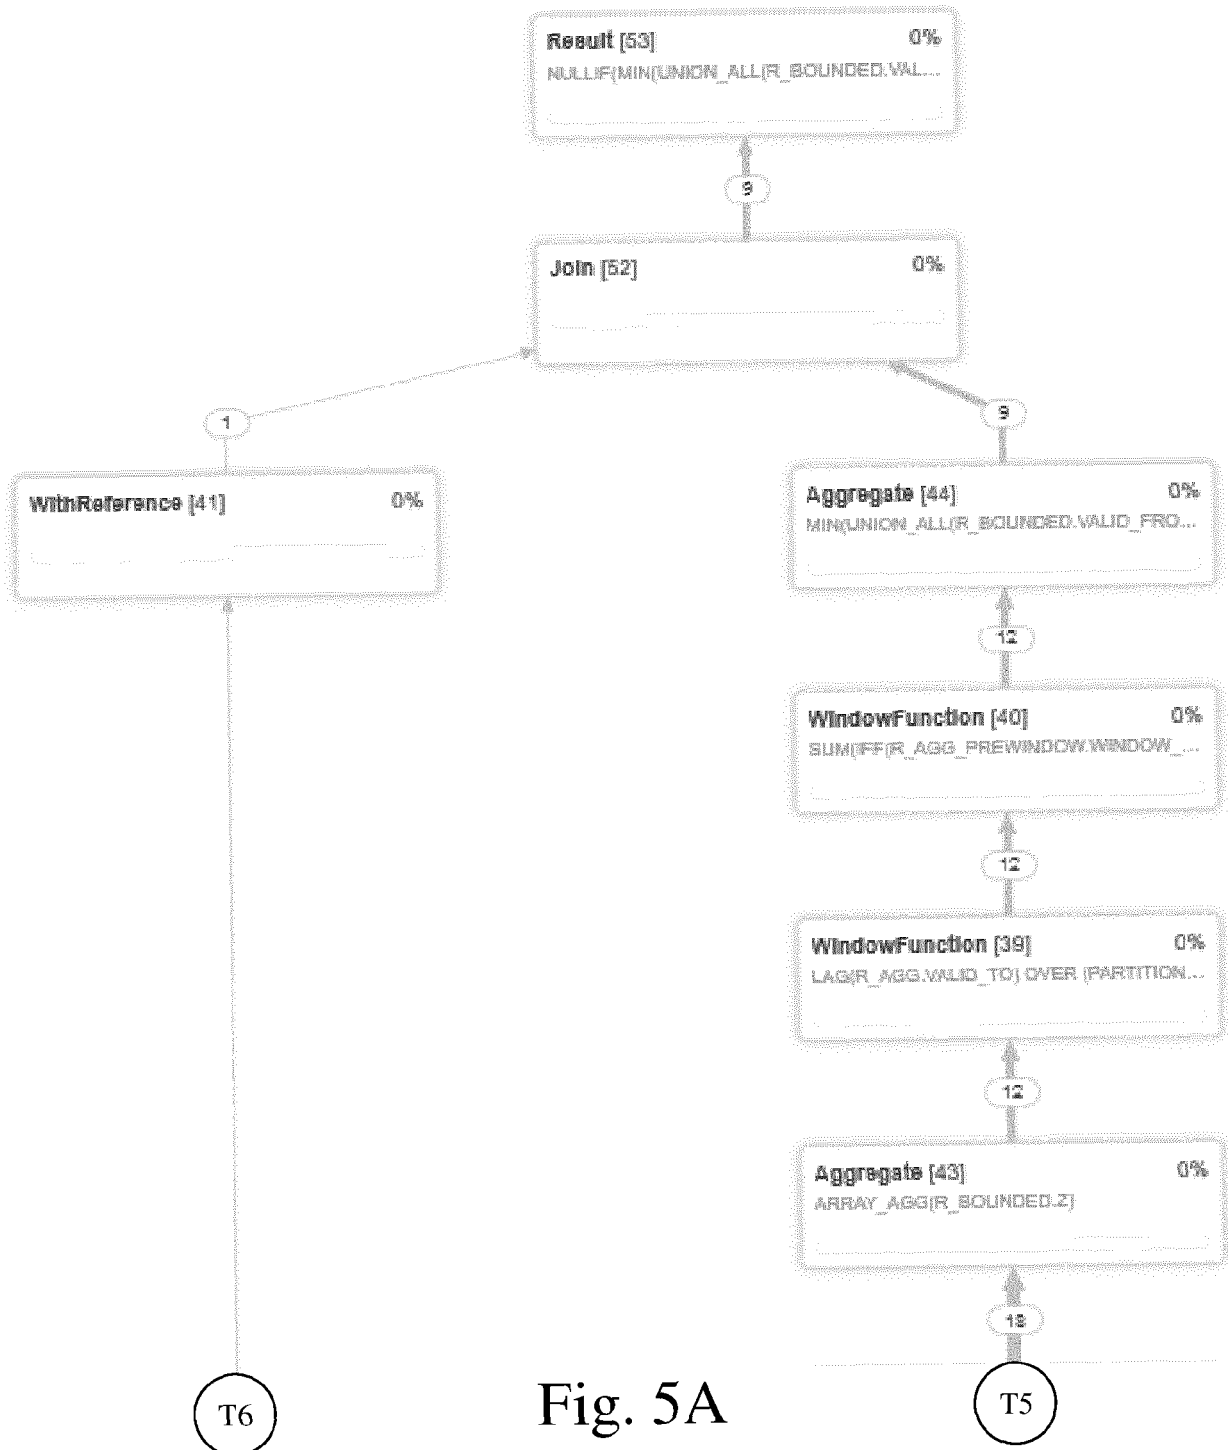 Result [53] 0%
NULLIF(MIN(UNION_ALL(R_BOUNDED.VAL...
9
Join [52] 0%
1
9
WithReference [41] 0%
Aggregate [44] 0%
MIN(UNION_ALL(R_BOUNDED.VALID_FRO...
12
WindowFunction [40] 0%
SUM(IFF(R_AGG_PREWINDOW.WINDOW_...
12
WindowFunction [39] 0%
LAG(R_AGG.VALID_TO) OVER (PARTITION...
12
Aggregate [43] 0%
ARRAY_AGG(R_BOUNDED.Z)
T6
Fig. 5A
T5